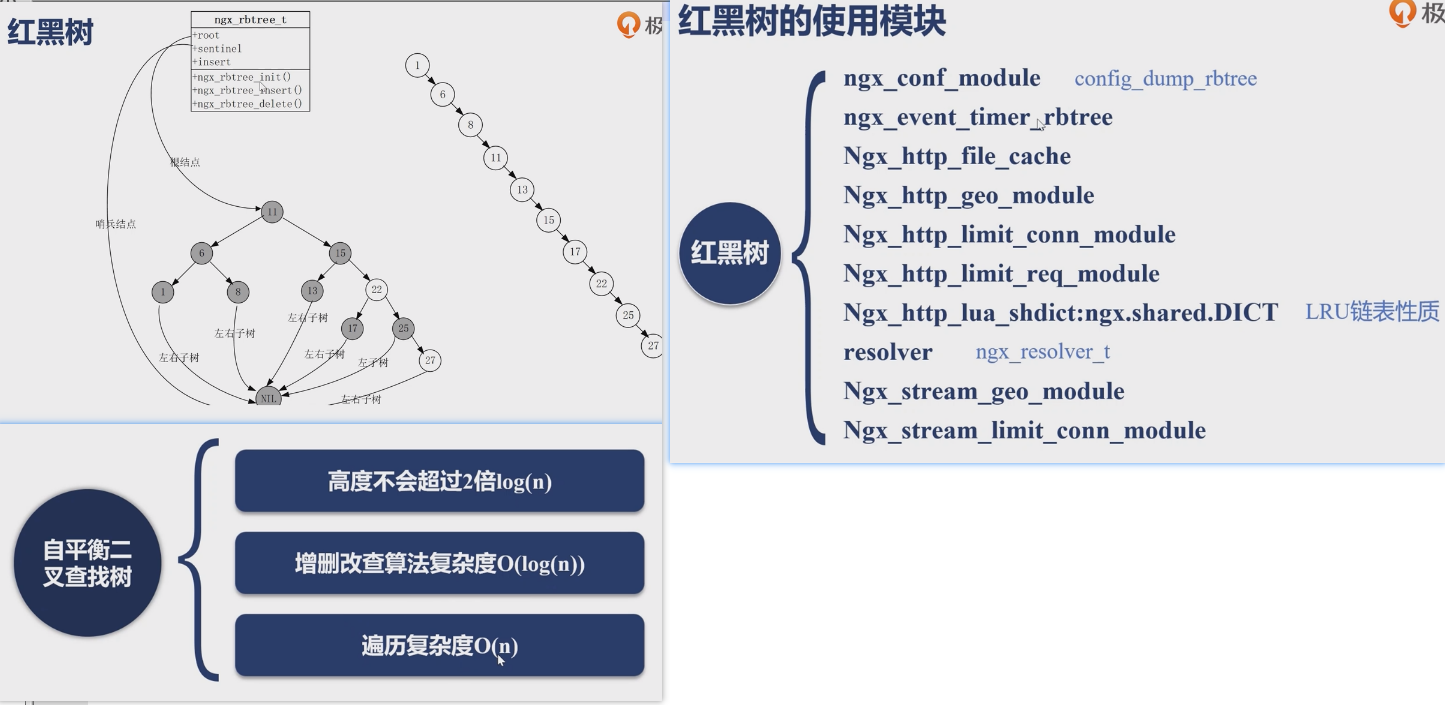 红黑树
ngx_rbtree_t
+root
+sentinel
+insert
+ngx_rbtree_init()
+ngx_rbtree_insert()
+ngx_rbtree_delete()
极
根结点
哨兵结点
11
6
15
1
8
13
22
17
25
27
左右子树
左右子树
左右子树
左右子树
左子树
左右子树
NIL
1
6
8
11
13
15
17
22
25
27
自平衡二
叉查找树
高度不会超过2倍log(n)
增删改查算法复杂度O(log(n))
遍历复杂度O(n)
红黑树的使用模块
极
红黑树
ngx_conf_module config_dump_rbtree
ngx_event_timer_rbtree
Ngx_http_file_cache
Ngx_http_geo_module
Ngx_http_limit_conn_module
Ngx_http_limit_req_module
Ngx_http_lua_shdict:ngx.shared.DICT LRU链表性质
resolver ngx_resolver_t
Ngx_stream_geo_module
Ngx_stream_limit_conn_module